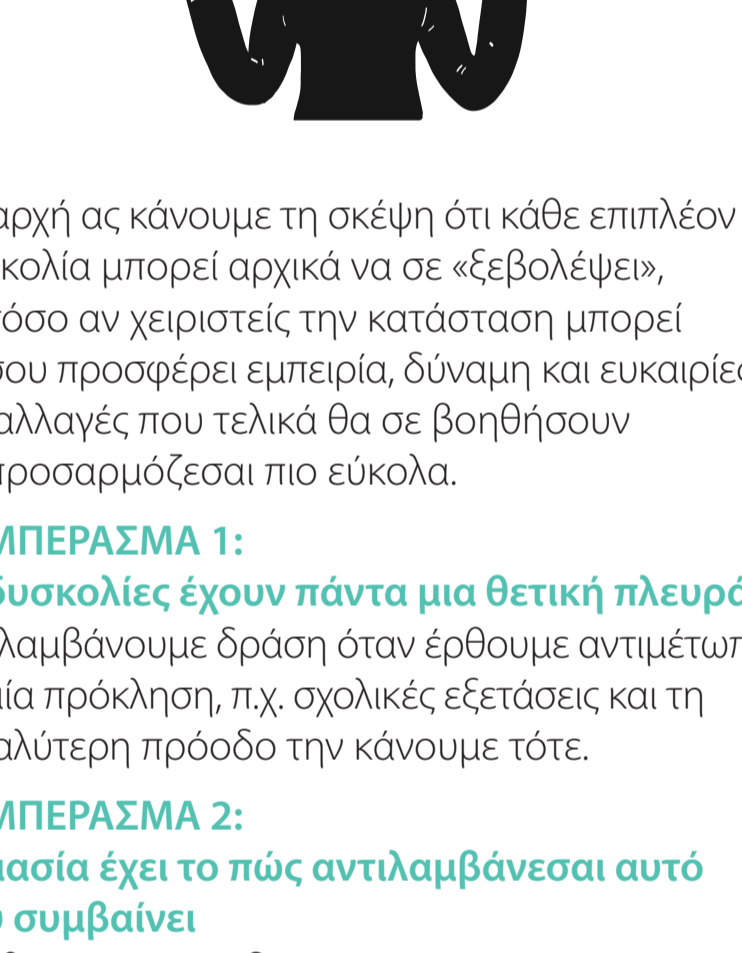 αρχή ας κάνουμε τη σκέψη ότι κάθε επιπλέον
κολία μπορεί αρχικά να σε «ξεβολέψει»,
τόσο αν χειριστείς την κατάσταση μπορεί
σου προσφέρει εμπειρία, δύναμη και ευκαιρίες
αλλαγές που τελικά θα σε βοηθήσουν
προσαρμόζεσαι πιο εύκολα.
ΜΠΕΡΑΣΜΑ 1:
δυσκολίες έχουν πάντα μια θετική πλευρά
λαμβάνουμε δράση όταν έρθουμε αντιμέτωπ
μία πρόκληση, π.χ. σχολικές εξετάσεις και τη
αλύτερη πρόοδο την κάνουμε τότε.
ΜΠΕΡΑΣΜΑ 2:
μασία έχει το πώς αντιλαμβάνεσαι αυτό
συμβαίνει